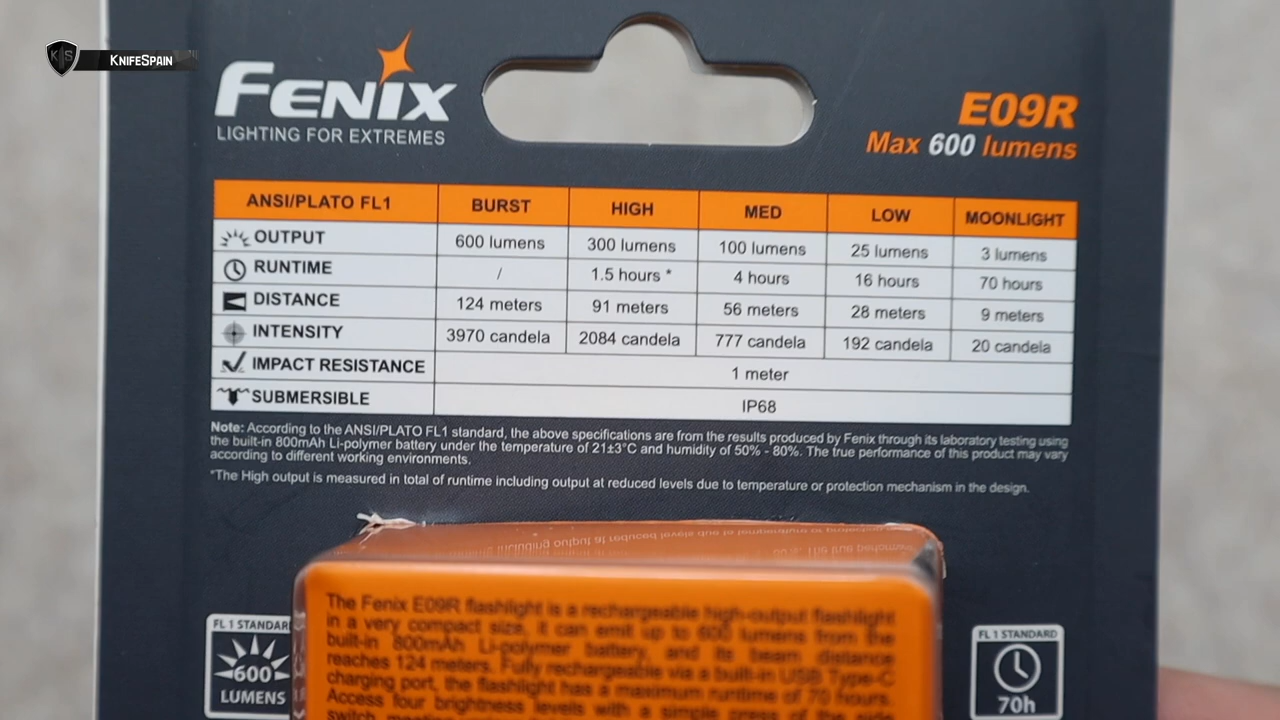 KS KNIFESPAIN
FENIX
LIGHTING FOR EXTREMES
E09R
Max 600 lumens
ANSI/PLATO FL1 BURST HIGH MED LOW MOONLIGHT
OUTPUT 600 lumens 300 lumens 100 lumens 25 lumens 3 lumens
RUNTIME / 1.5 hours * 4 hours 16 hours 70 hours
DISTANCE 124 meters 91 meters 56 meters 28 meters 9 meters
INTENSITY 3970 candela 2084 candela 777 candela 192 candela 20 candela
IMPACT RESISTANCE 1 meter
SUBMERSIBLE IP68
Note: According to the ANSI/PLATO FL1 standard, the above specifications are from the results produced by Fenix through its laboratory testing using
the built-in 800mAh Li-polymer battery under the temperature of 21±3°C and humidity of 50% - 80%. The true performance of this product may vary
according to different working environments.
*The High output is measured in total of runtime including output at reduced levels due to temperature or protection mechanism in the design.
The Fenix E09R flashlight is a rechargeable high-output flashlight
in a very compact size, it can emit up to 600 lumens from the
built-in 800mAh Li-polymer battery, and its beam distance
reaches 124 meters. Fully rechargeable via a built-in USB Type-C
charging port, the flashlight has a maximum runtime of 70 hours.
Access four brightness levels with a simple press of the side
FL 1 STANDAR
600
LUMENS
FL 1 STANDARD
70h